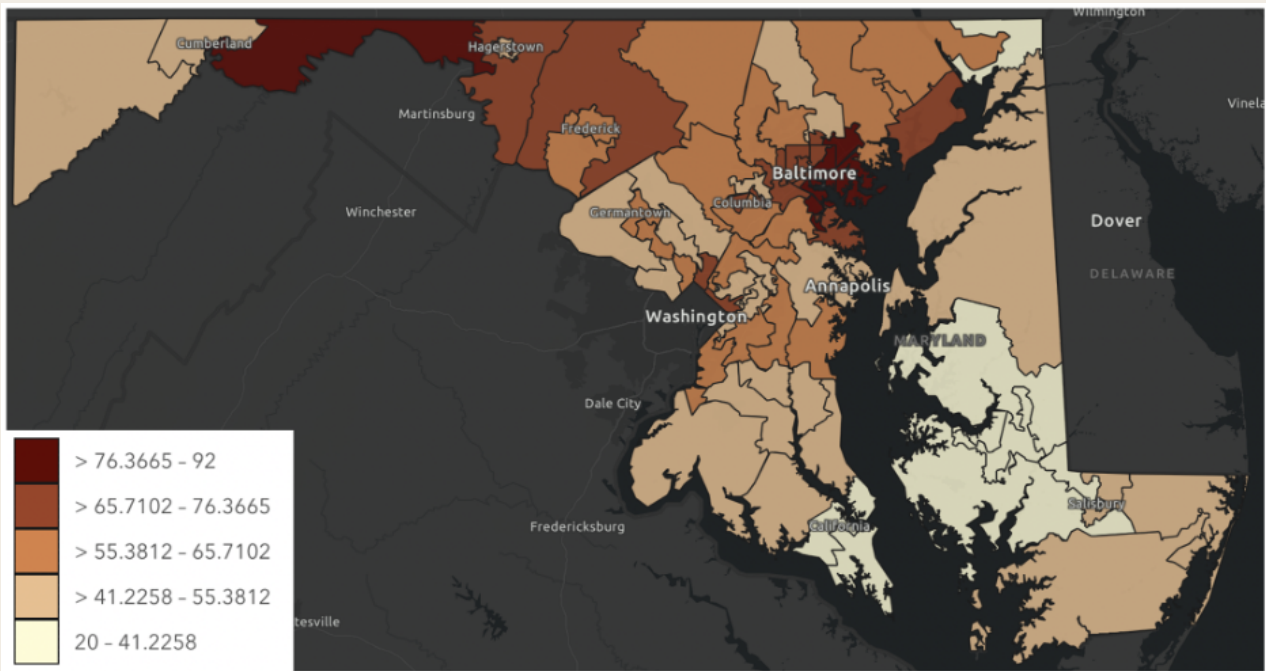 Wilmington
Cumberland
Hagerstown
Martinsburg
Vinela
Frederick
Baltimore
Winchester
Germantown
Columbia
Dover
DELAWARE
Annapolis
Washington
MARYLAND
Dale City
> 76.3665 - 92
> 65.7102 - 76.3665
> 55.3812 - 65.7102
> 41.2258 - 55.3812
20 - 41.2258
Salisbury
Fredericksburg
California
tesville